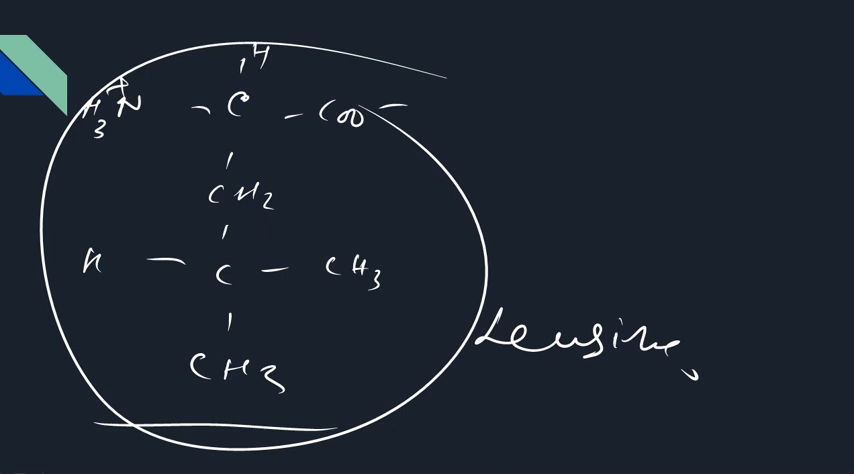 H
H3N+ - C - COO-
CH2
H - C - CH3
CH3
Leusine